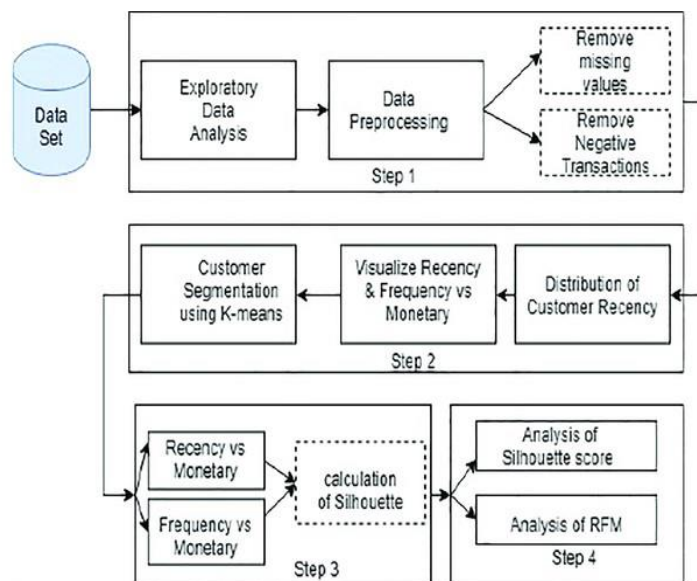 Data
Set
Exploratory
Data
Analysis
Data
Preprocessing
Remove
missing
values
Remove
Negative
Transactions
Step 1
Customer
Segmentation
using K-means
Visualize Recency
& Frequency vs
Monetary
Distribution of
Customer Recency
Step 2
Recency vs
Monetary
Frequency vs
Monetary
calculation
of Silhouette
Step 3
Analysis of
Silhouette score
Analysis of RFM
Step 4